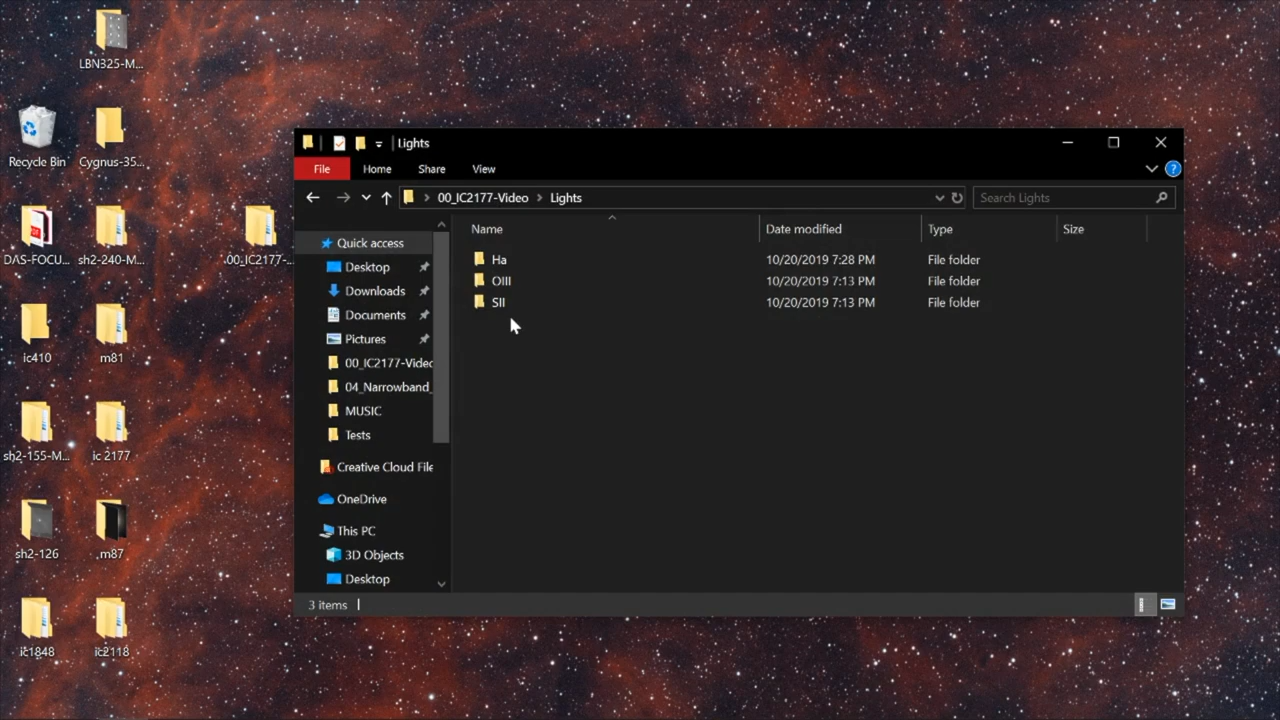 LBN325-M...
Recycle Bin
Cygnus-35...
DAS-FOCU...
sh2-240-M...
00_IC2177-...
ic410
m81
sh2-155-M...
ic 2177
sh2-126
m87
ic1848
ic2118
Lights
File
Home
Share
View
00_IC2177-Video
Lights
Search Lights
Name
Date modified
Type
Size
Ha
10/20/2019 7:28 PM
File folder
OIII
10/20/2019 7:13 PM
File folder
SII
10/20/2019 7:13 PM
File folder
Quick access
Desktop
Downloads
Documents
Pictures
00_IC2177-Video
04_Narrowband_
MUSIC
Tests
Creative Cloud File
OneDrive
This PC
3D Objects
Desktop
3 items